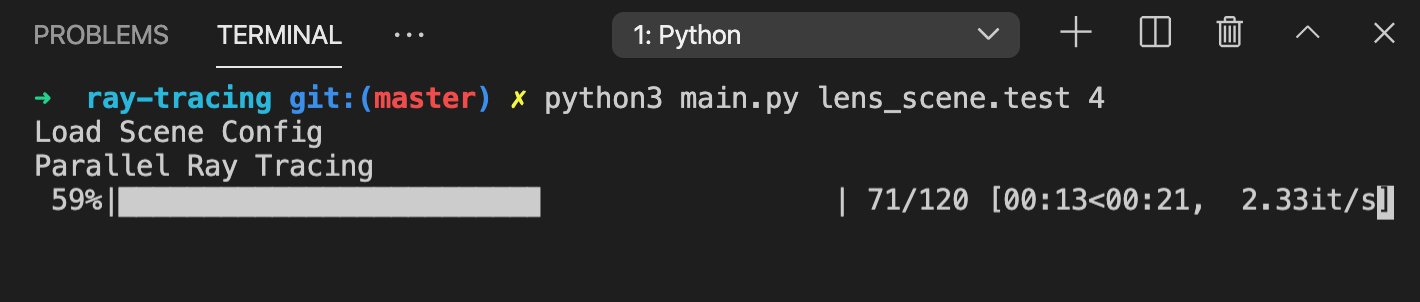 PROBLEMS TERMINAL ··· 1: Python
➜ ray-tracing git:(master) ✗ python3 main.py lens_scene.test 4
Load Scene Config
Parallel Ray Tracing
59%|██████████████ | 71/120 [00:13<00:21, 2.33it/s]